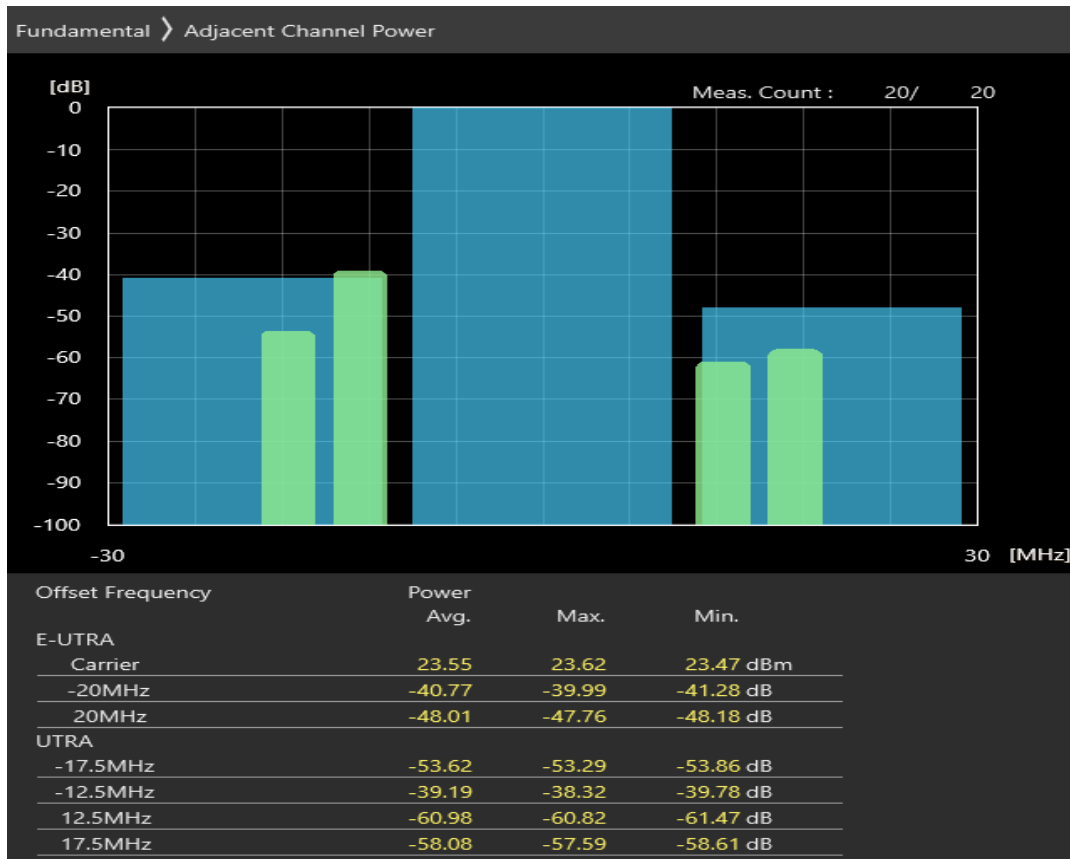 Fundamental ❯ Adjacent Channel Power
[dB]
Meas. Count : 20/ 20
0
-10
-20
-30
-40
-50
-60
-70
-80
-90
-100
-30 30 [MHz]
Offset Frequency Power
Avg. Max. Min.
E-UTRA
Carrier 23.55 23.62 23.47 dBm
-20MHz -40.77 -39.99 -41.28 dB
20MHz -48.01 -47.76 -48.18 dB
UTRA
-17.5MHz -53.62 -53.29 -53.86 dB
-12.5MHz -39.19 -38.32 -39.78 dB
12.5MHz -60.98 -60.82 -61.47 dB
17.5MHz -58.08 -57.59 -58.61 dB